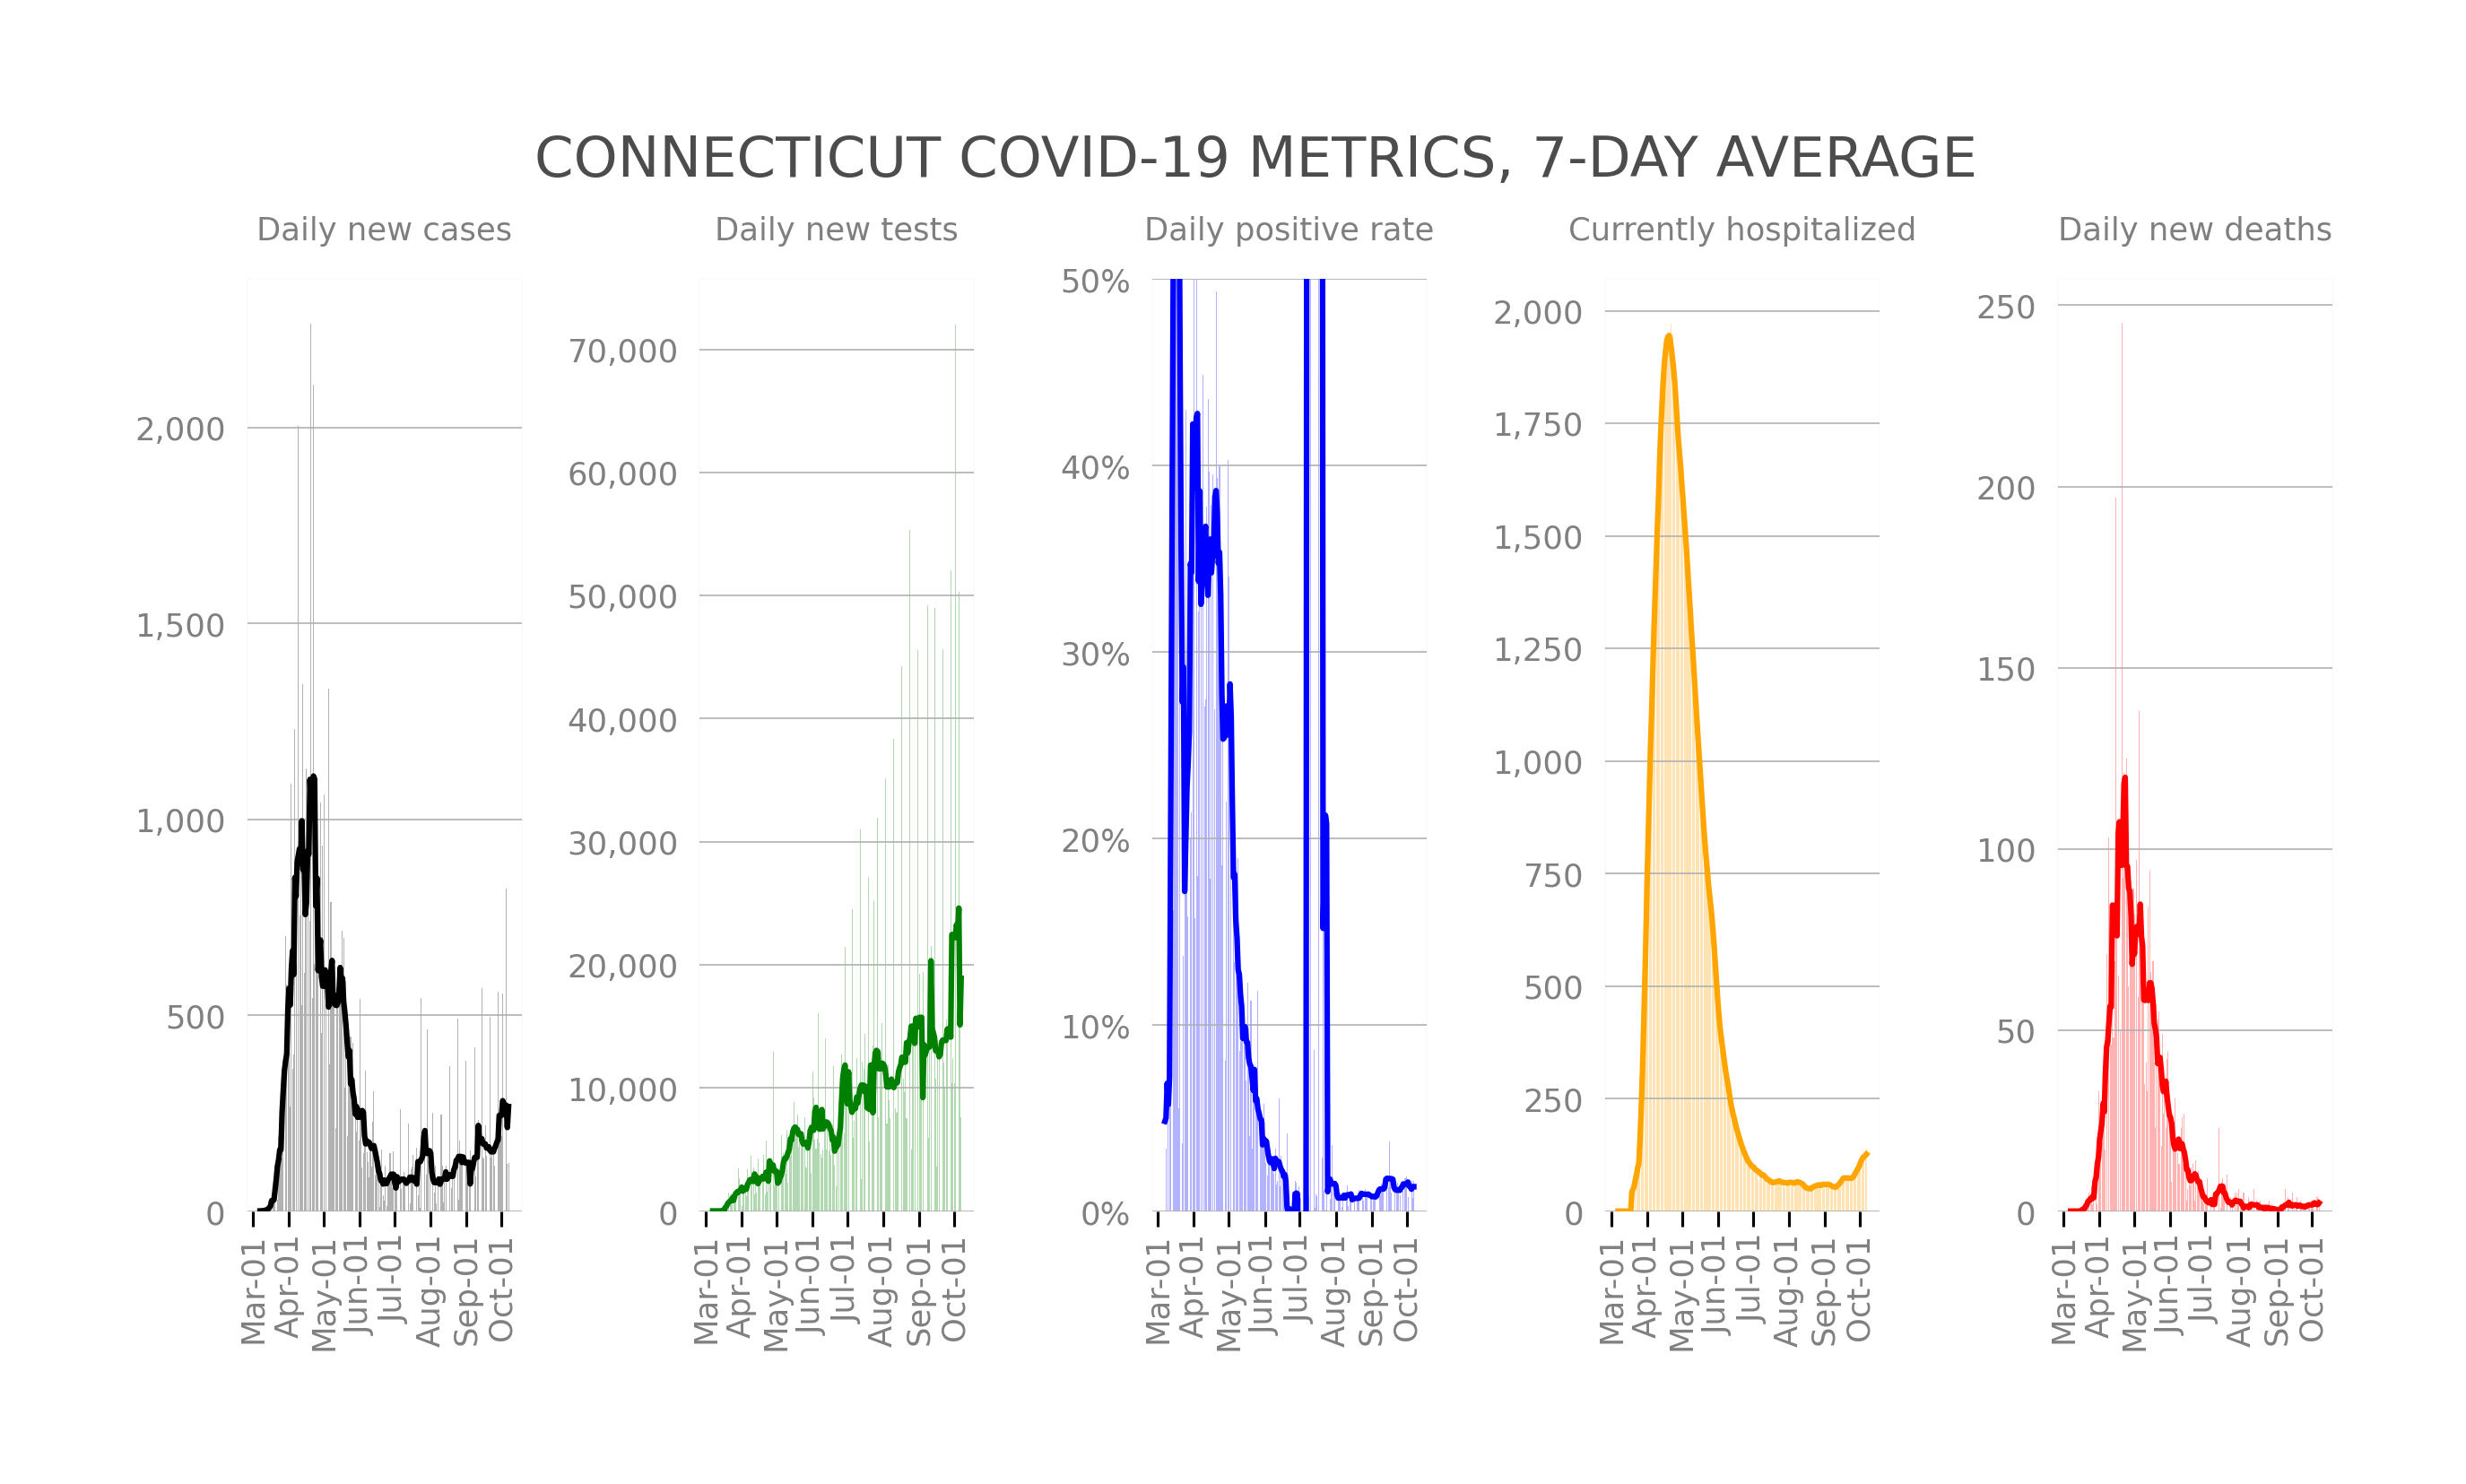 CONNECTICUT COVID-19 METRICS, 7-DAY AVERAGE
Daily new cases
2,000
1,500
1,000
500
0
Mar-01
Apr-01
May-01
Jun-01
Jul-01
Aug-01
Sep-01
Oct-01
Daily new tests
70,000
60,000
50,000
40,000
30,000
20,000
10,000
0
Mar-01
Apr-01
May-01
Jun-01
Jul-01
Aug-01
Sep-01
Oct-01
Daily positive rate
50%
40%
30%
20%
10%
0%
Mar-01
Apr-01
May-01
Jun-01
Jul-01
Aug-01
Sep-01
Oct-01
Currently hospitalized
2,000
1,750
1,500
1,250
1,000
750
500
250
0
Mar-01
Apr-01
May-01
Jun-01
Jul-01
Aug-01
Sep-01
Oct-01
Daily new deaths
250
200
150
100
50
0
Mar-01
Apr-01
May-01
Jun-01
Jul-01
Aug-01
Sep-01
Oct-01